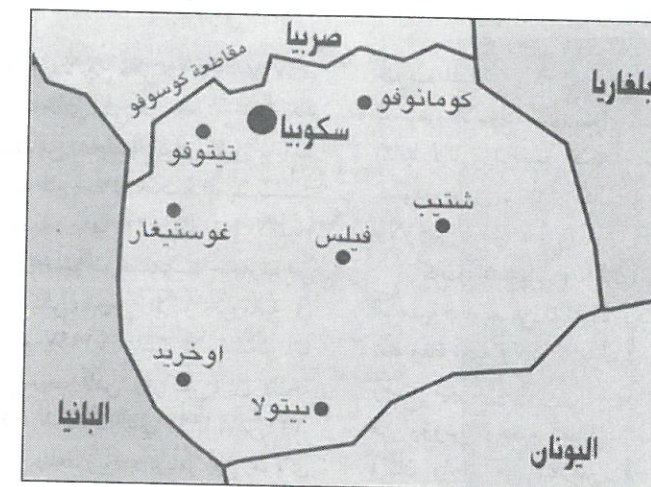 صربيا
مقاطعة كوسوفو
بلغاريا
كومانوفو
سكوبيا
تيتوفو
شتيب
غوستيغار
فيلس
اوخريد
بيتولا
البانيا
اليونان